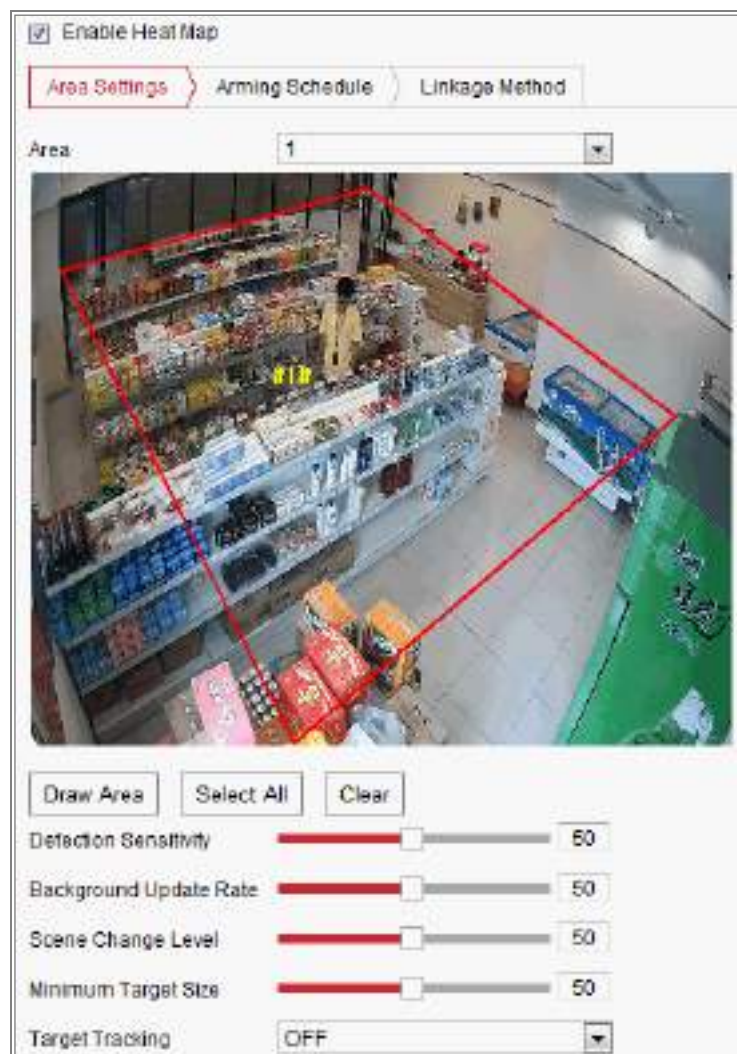 Enable Heat Map
Area Settings
Arming Schedule
Linkage Method
Area
1
#1#
Draw Area
Select All
Clear
Detection Sensitivity
50
Background Update Rate
50
Scene Change Level
50
Minimum Target Size
50
Target Tracking
OFF